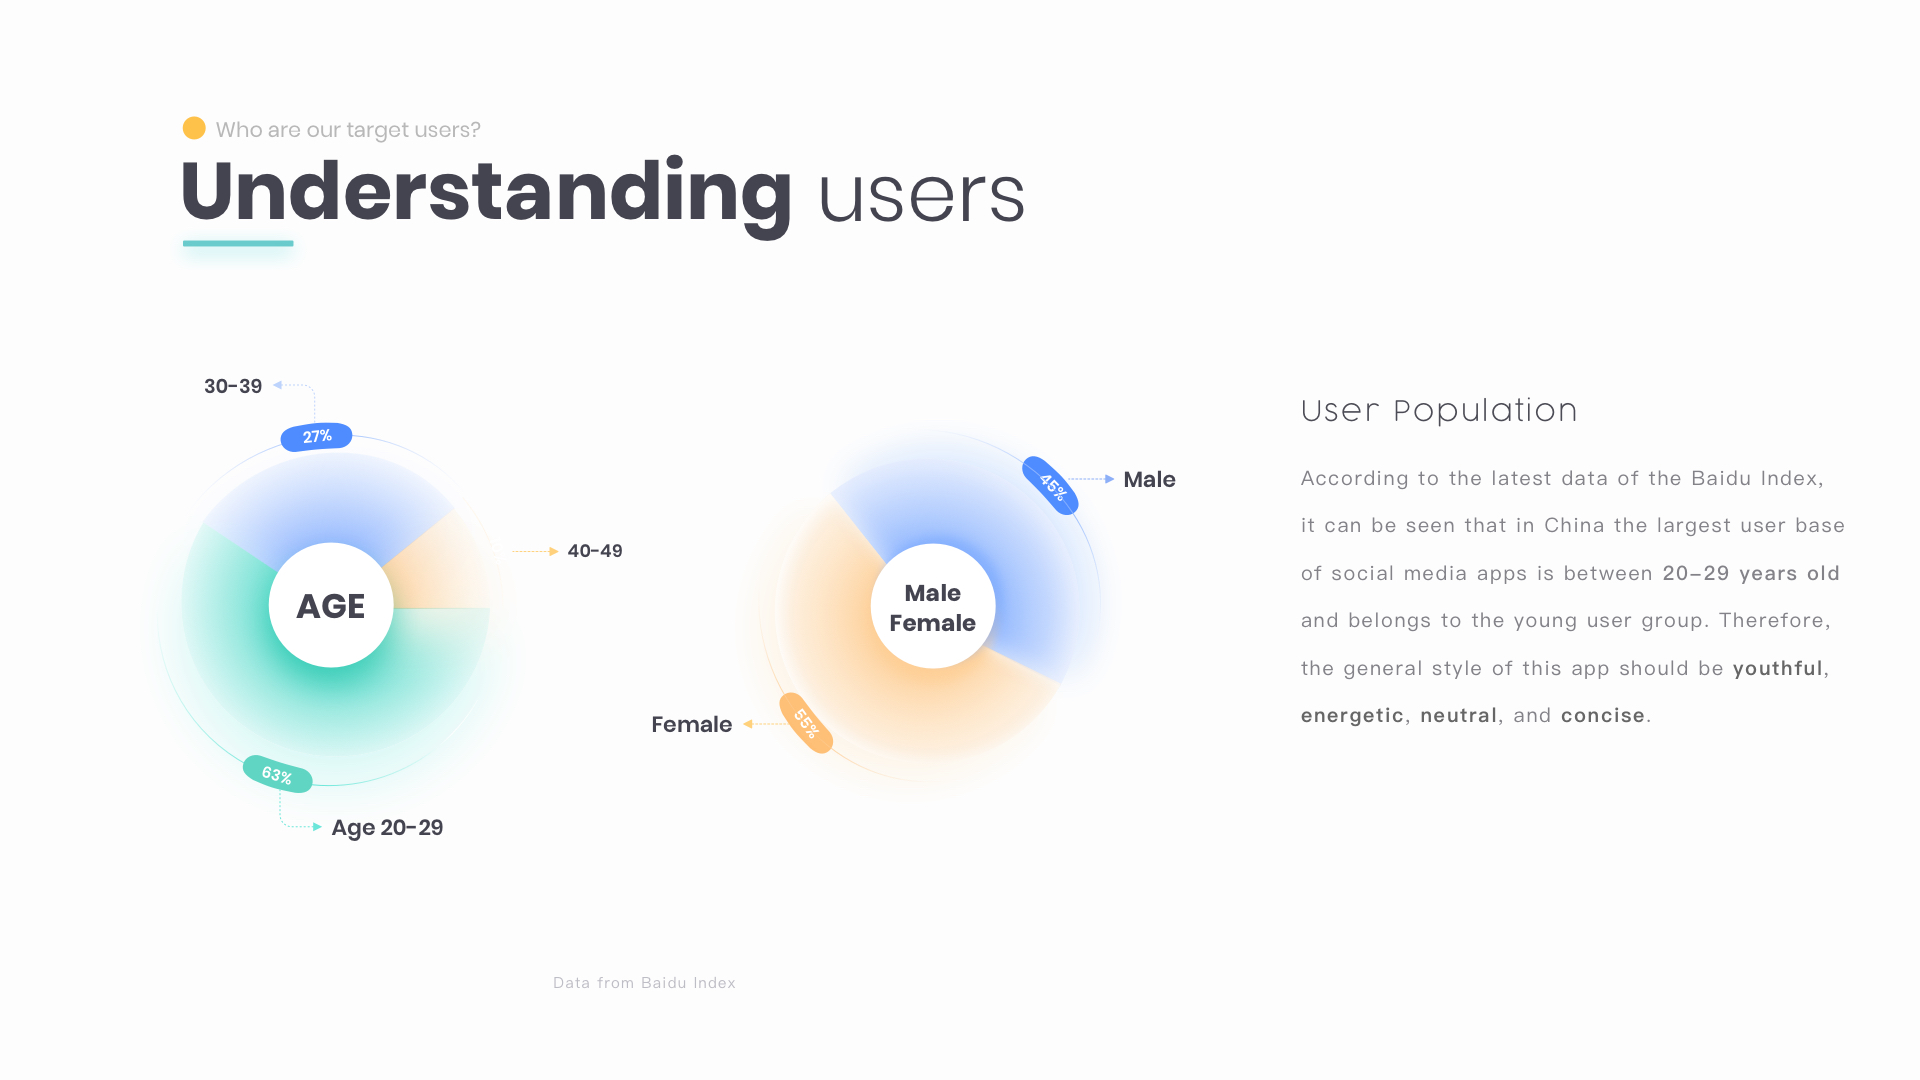 Who are our target users?
Understanding users
30-39
27%
40-49
AGE
63%
Age 20-29
45%
Male
Male
Female
Female
55%
User Population
According to the latest data of the Baidu Index,
it can be seen that in China the largest user base
of social media apps is between 20–29 years old
and belongs to the young user group. Therefore,
the general style of this app should be youthful,
energetic, neutral, and concise.
Data from Baidu Index